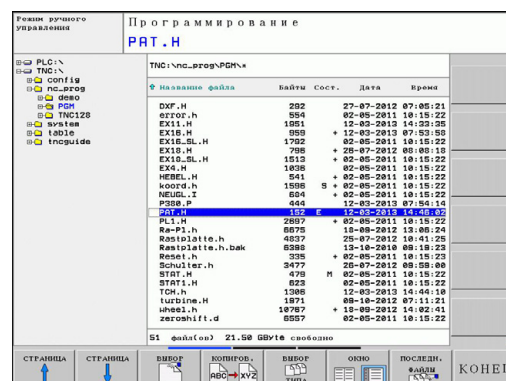 Режим ручного
управления
Программирование
PAT.H
PLC:\
TNC:\
config
nc_prog
demo
PGM
TNC128
system
table
tncguide
TNC:\nc_prog\PGM\*
Название файла Байты Сост. Дата Время
DXF.H 292 27-07-2012 07:05:21
error.h 554 02-05-2011 10:15:22
EX11.H 1951 12-03-2013 14:33:35
EX16.H 959 + 12-03-2013 07:53:58
EX16_SL.H 1792 02-05-2011 10:15:22
EX18.H 796 + 26-07-2012 08:08:18
EX18_SL.H 1513 + 02-05-2011 10:15:22
EX4.H 1036 02-05-2011 10:15:22
HEBEL.H 541 + 02-05-2011 10:15:22
koord.h 1596 S + 02-05-2011 10:15:22
NEUGL.I 684 + 02-05-2011 10:15:22
P380.P 444 12-03-2013 07:54:14
PAT.H 152 E 12-03-2013 14:46:02
PL1.H 2697 + 02-05-2011 10:15:22
Ra-Pl.h 6675 18-09-2012 13:06:24
Rastplatte.h 4837 25-07-2012 10:41:25
Rastplatte.h.bak 6398 13-10-2010 09:19:23
Reset.h 335 + 02-05-2011 10:15:23
Schulter.h 3477 26-07-2012 09:59:00
STAT.H 479 M 02-05-2011 10:15:22
STAT1.H 623 02-05-2011 10:15:22
TCH.h 1306 12-03-2013 14:44:10
turbine.H 1971 09-10-2012 07:11:21
wheel.h 10767 + 18-09-2012 14:02:41
zeroshift.d 6557 02-05-2011 10:15:22
51 файл(ов) 21.50 GByte свободно
СТРАНИЦА СТРАНИЦА ВЫБОР КОПИРОВ. ВЫБОР ОКНО ПОСЛЕДН.
ФАЙЛЫ
ABC XYZ
ТИПА
КОНЕЦ